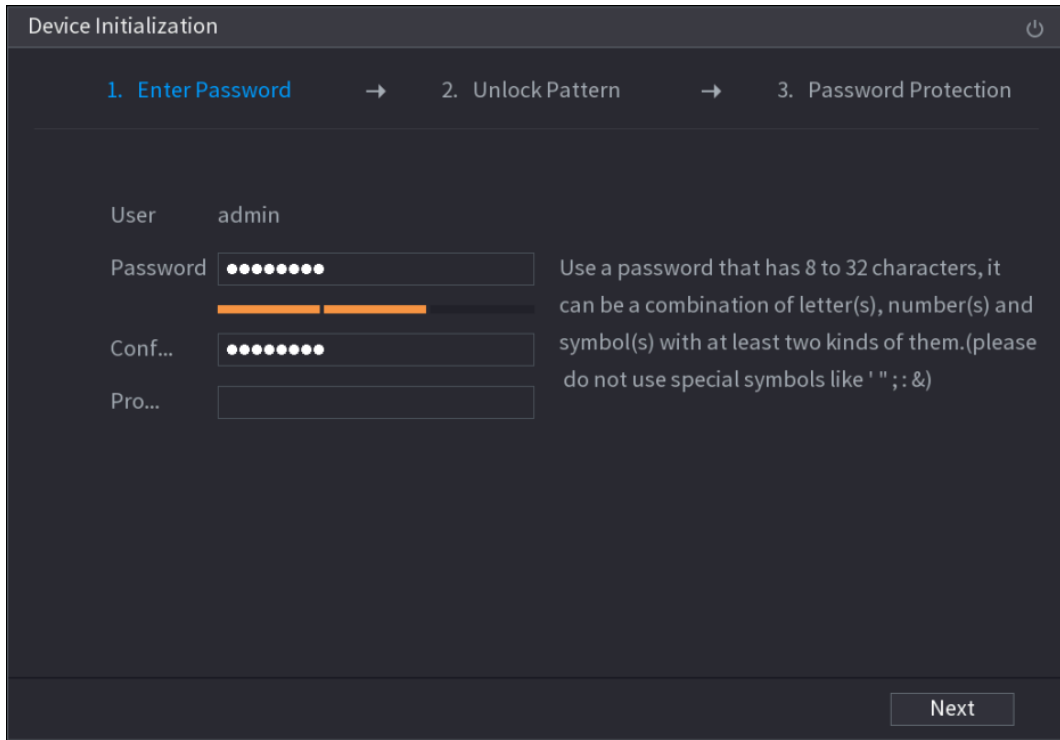 Device Initialization
1. Enter Password → 2. Unlock Pattern → 3. Password Protection
User admin
Password ●●●●●●●●
Use a password that has 8 to 32 characters, it
can be a combination of letter(s), number(s) and
symbol(s) with at least two kinds of them.(please
do not use special symbols like ' " ; : &)
Conf... ●●●●●●●●
Pro...
Next